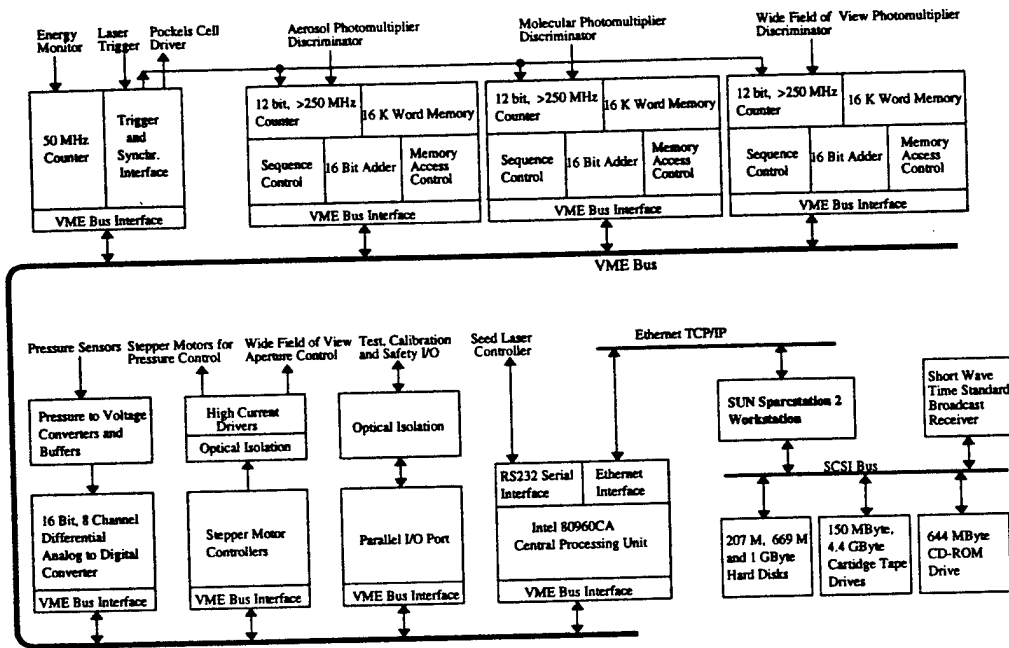 Energy
Monitor
Laser
Trigger
Pockels Cell
Driver
Aerosol Photomultiplier
Discriminator
Molecular Photomultiplier
Discriminator
Wide Field of View Photomultiplier
Discriminator
50 MHz
Counter
Trigger
and
Synchr.
Interface
VME Bus Interface
12 bit, >250 MHz
Counter
16 K Word Memory
Sequence
Control
16 Bit Adder
Memory
Access
Control
VME Bus Interface
12 bit, >250 MHz
Counter
16 K Word Memory
Sequence
Control
16 Bit Adder
Memory
Access
Control
VME Bus Interface
12 bit, >250 MHz
Counter
16 K Word Memory
Sequence
Control
16 Bit Adder
Memory
Access
Control
VME Bus Interface
VME Bus
Pressure Sensors
Stepper Motors for
Pressure Control
Wide Field of View
Aperture Control
Test, Calibration
and Safety I/O
Seed Laser
Controller
Ethernet TCP/IP
Pressure to Voltage
Converters and
Buffers
High Current
Drivers
Optical Isolation
Optical Isolation
SUN Sparcstation 2
Workstation
Short Wave
Time Standard
Broadcast
Receiver
SCSI Bus
16 Bit, 8 Channel
Differential
Analog to Digital
Converter
VME Bus Interface
Stepper Motor
Controllers
VME Bus Interface
Parallel I/O Port
VME Bus Interface
RS232 Serial
Interface
Ethernet
Interface
Intel 80960CA
Central Processing Unit
VME Bus Interface
207 M, 669 M
and 1 GByte
Hard Disks
150 MByte,
4.4 GByte
Cartidge Tape
Drives
644 MByte
CD-ROM
Drive